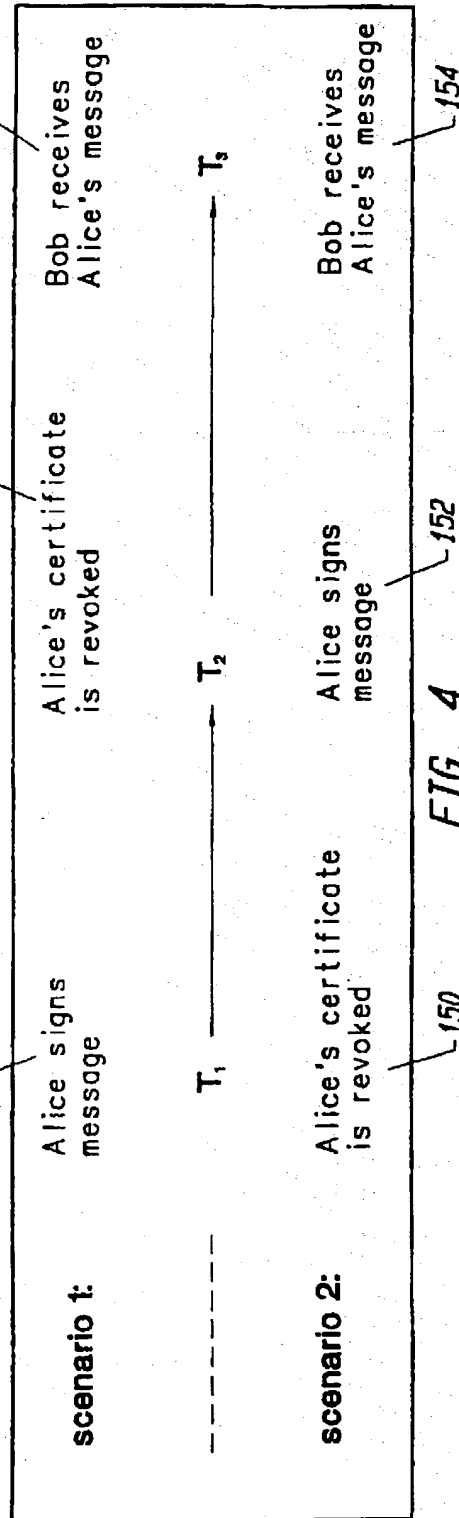 scenario 1:
Alice signs
message
Alice's certificate
is revoked
Bob receives
Alice's message
T1
T2
T3
scenario 2:
Alice's certificate
is revoked
Alice signs
message
Bob receives
Alice's message
150
152
154
FIG. 4